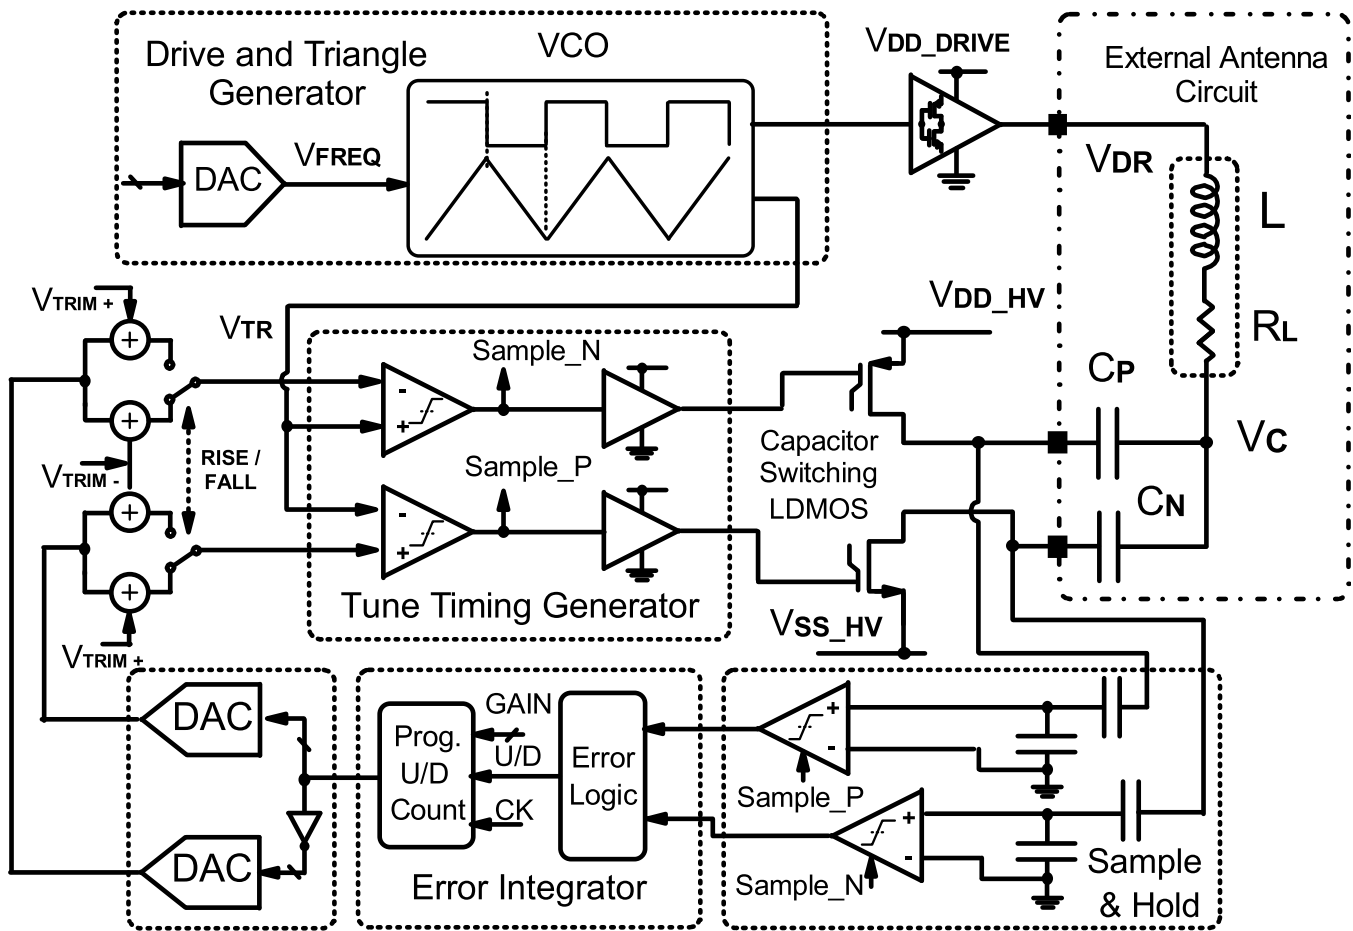 Drive and Triangle
Generator
VCO
VDD_DRIVE
External Antenna
Circuit
DAC
VFREQ
VDR
L
RL
VTRIM +
VTR
Sample_N
VDD_HV
CP
VC
RISE /
FALL
VTRIM -
Sample_P
Capacitor
Switching
LDMOS
CN
- 
+
-
+
+
+
+
+
VTRIM +
Tune Timing Generator
VSS_HV
DAC
DAC
Prog.
U/D
Count
GAIN
U/D
CK
Error
Logic
Error Integrator
+
-
Sample_P
+
-
Sample_N
Sample
& Hold